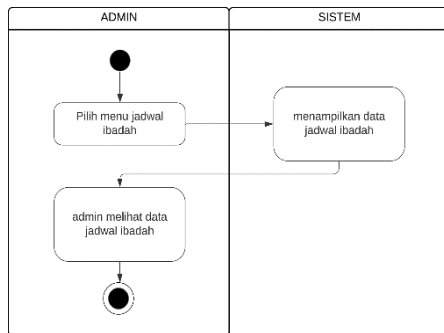 ADMIN
SISTEM
Pilih menu jadwal
ibadah
menampilkan data
jadwal ibadah
admin melihat data
jadwal ibadah